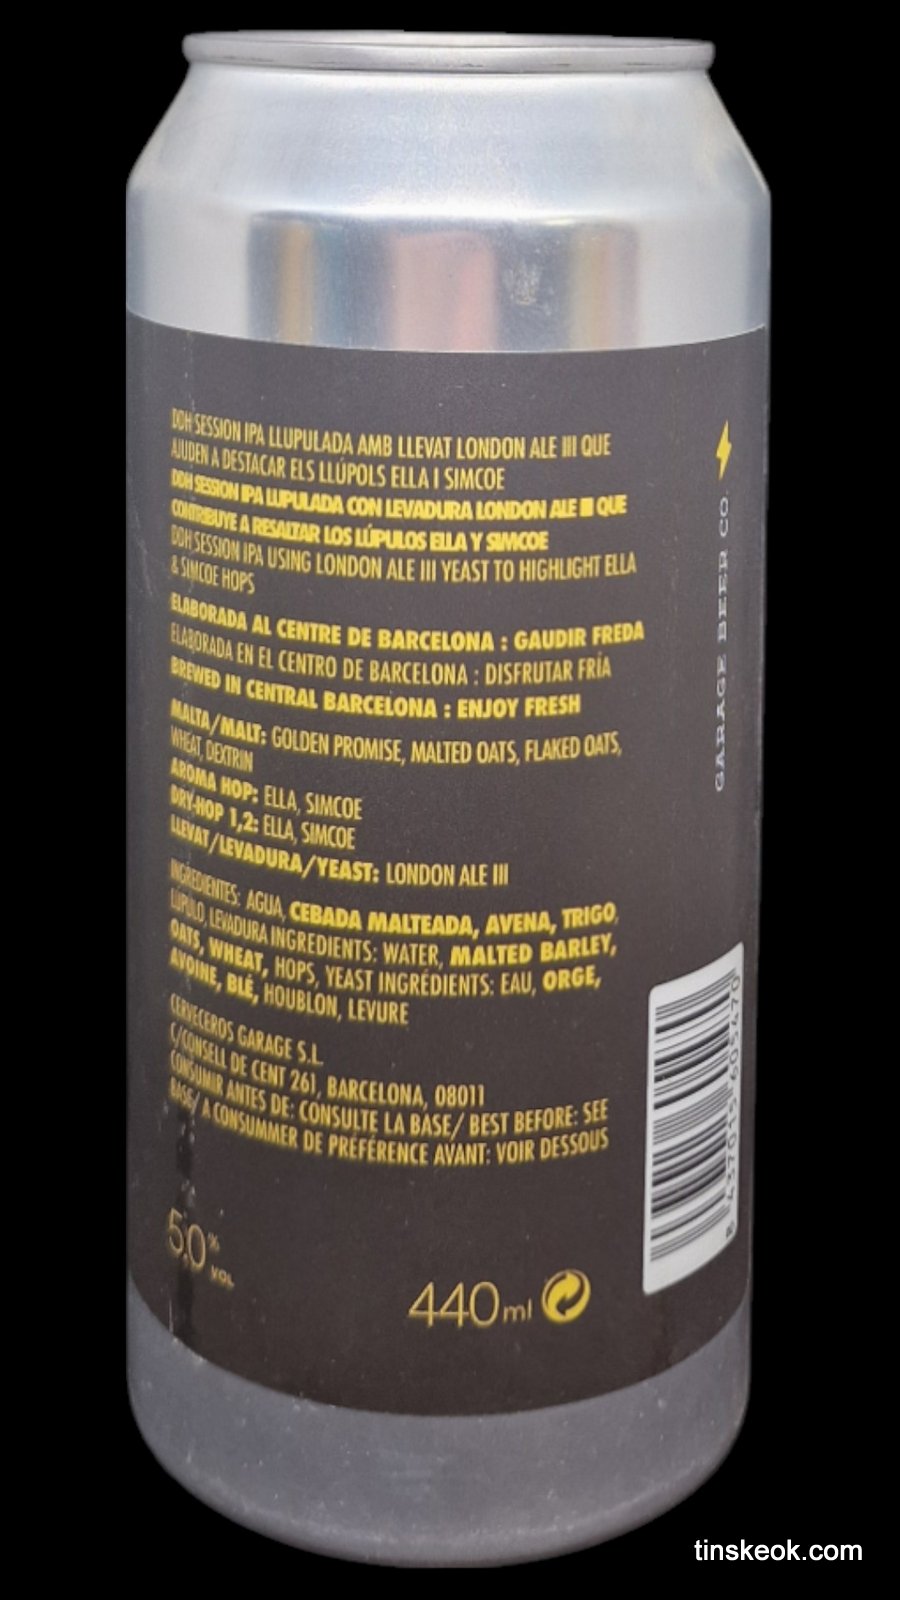 DDH SESSION IPA LLUPULADA AMB LLEVAT LONDON ALE III QUE
AJUDEN A DESTACAR ELS LLÚPOLS ELLA I SIMCOE
DDH SESSION IPA LUPULADA CON LEVADURA LONDON ALE III QUE
CONTRIBUYE A RESALTAR LOS LÚPULOS ELLA Y SIMCOE
DDH SESSION IPA USING LONDON ALE III YEAST TO HIGHLIGHT ELLA
& SIMCOE HOPS
ELABORADA AL CENTRE DE BARCELONA : GAUDIR FREDA
ELABORADA EN EL CENTRO DE BARCELONA : DISFRUTAR FRÍA
BREWED IN CENTRAL BARCELONA : ENJOY FRESH
MALTA/MALT: GOLDEN PROMISE, MALTED OATS, FLAKED OATS,
WHEAT, DEXTRIN
AROMA HOP: ELLA, SIMCOE
DRY-HOP 1,2: ELLA, SIMCOE
LLEVAT/LEVADURA/YEAST: LONDON ALE III
INGREDIENTES: AGUA, CEBADA MALTEADA, AVENA, TRIGO,
LÚPULO, LEVADURA INGREDIENTS: WATER, MALTED BARLEY,
OATS, WHEAT, HOPS, YEAST INGRÉDIENTS: EAU, ORGE,
AVOINE, BLÉ, HOUBLON, LEVURE
CERVECEROS GARAGE S.L.
C/CONSELL DE CENT 261, BARCELONA, 08011
CONSUMIR ANTES DE: CONSULTE LA BASE/ BEST BEFORE: SEE
BASE/ A CONSUMMER DE PRÉFÉRENCE AVANT: VOIR DESSOUS
5.0% VOL
440ml
GARAGE BEER CO.
8 437015 605470
tinskeok.com